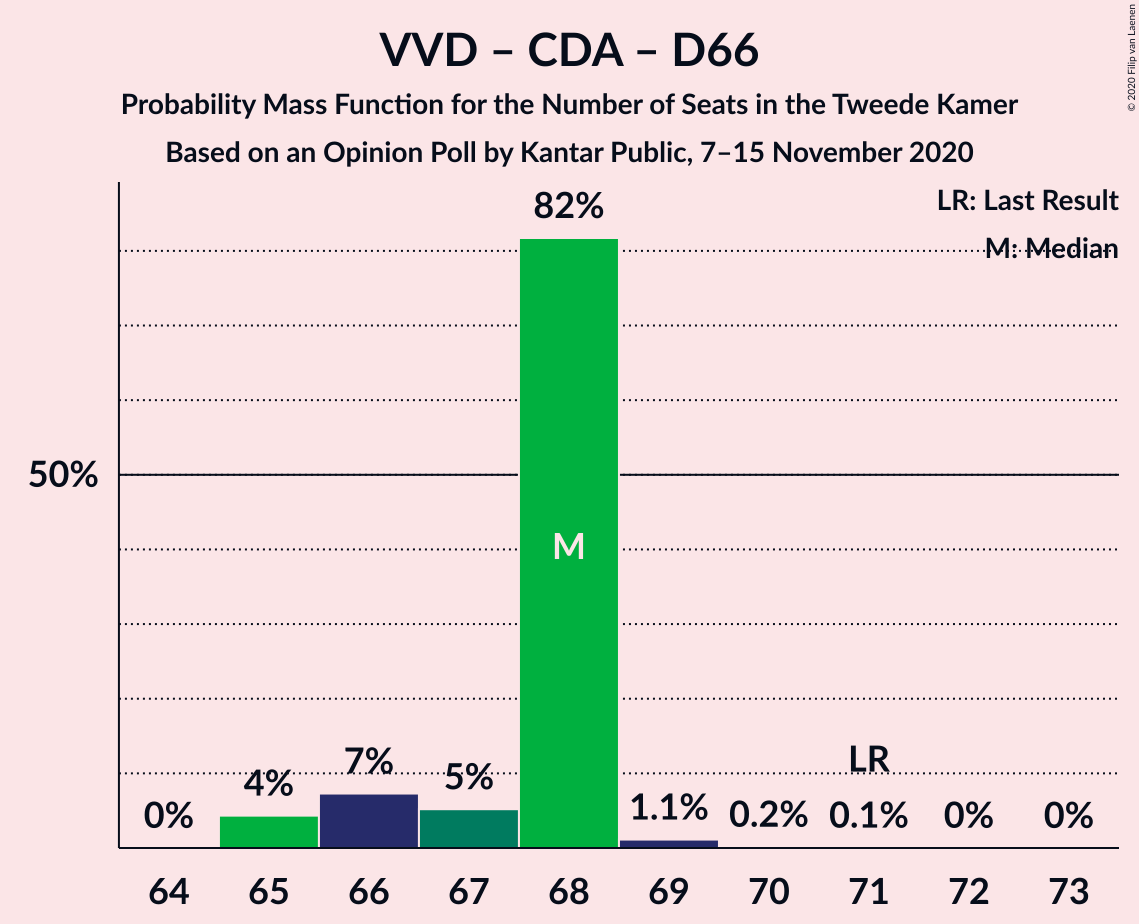 VVD – CDA – D66
Probability Mass Function for the Number of Seats in the Tweede Kamer
Based on an Opinion Poll by Kantar Public, 7–15 November 2020
© 2020 Filip van Laenen
LR: Last Result
M: Median
82%
50%
M
0%
4%
7%
5%
1.1%
0.2%
LR
0.1%
0%
0%
64 65 66 67 68 69 70 71 72 73